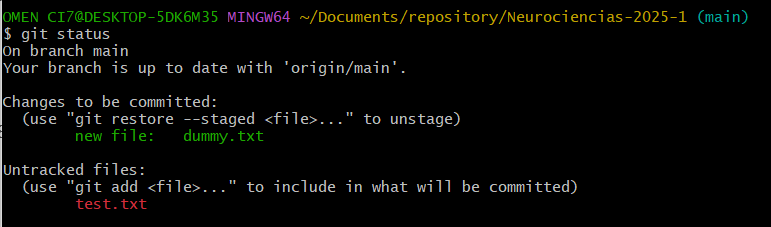 OMEN CI7@DESKTOP-5DK6M35 MINGW64 ~/Documents/repository/Neurociencias-2025-1 (main)
$ git status
On branch main
Your branch is up to date with 'origin/main'.

Changes to be committed:
  (use "git restore --staged <file>..." to unstage)
        new file:   dummy.txt

Untracked files:
  (use "git add <file>..." to include in what will be committed)
        test.txt